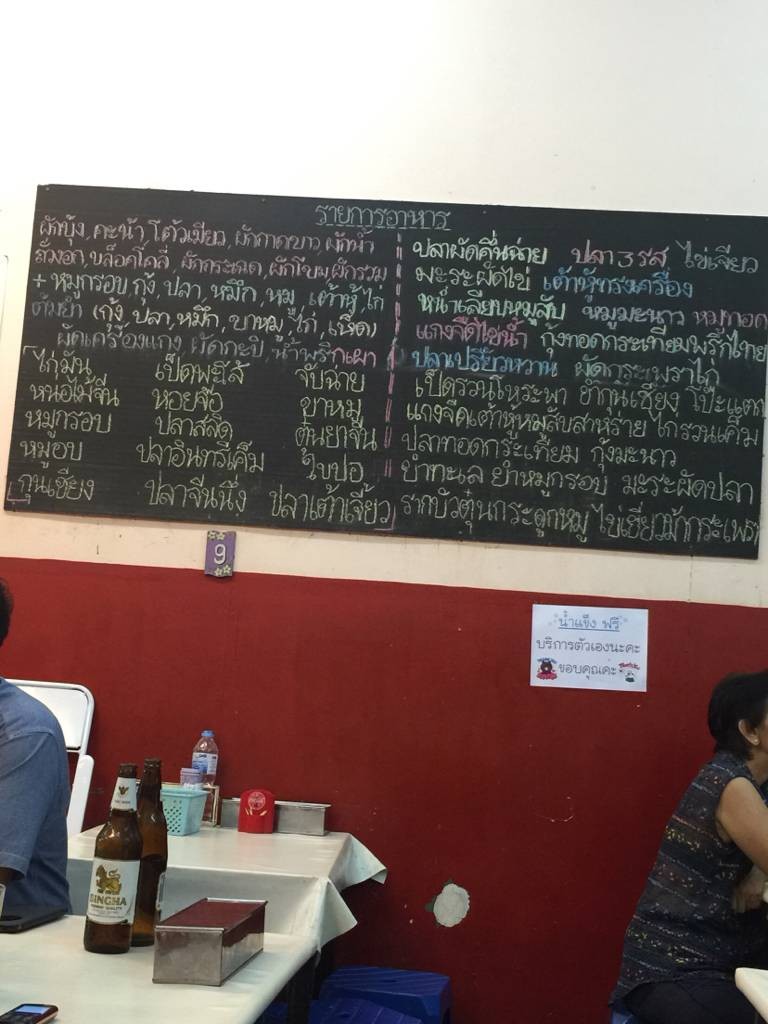 รายการอาหาร
ผักบุ้ง, คะน้า, โต้วเมี่ยว, ผักกาดขาว, ผักน้ำ
ถั่วงอก, บล็อคโคลี่, ผักกระเฉด, ผักโขม, ผักรวม
+ หมูกรอบ, กุ้ง, ปลา, หมึก, หมู, เต้าหู้, ไก่
ต้มยำ (กุ้ง, ปลา, หมึก, ขาหมู, ไก่, เห็ด)
ผัดเครื่องแกง, ผัดกะปิ, น้ำพริกเผา
ไก่มัน เป็ดพะโล้ จับฉ่าย
หน่อไม้จีน หอยจ๊อ ขาหมู
หมูกรอบ ปลาสลิด ตุ๋นยาจีน
หมูอบ ปลาอินทรีเค็ม ใบปอ
กุนเชียง ปลาจีนนึ่ง ปลาเต้าเจี้ยว
ปลาผัดคึ่นฉ่าย ปลา 3 รส ไข่เจียว
มะระผัดไข่ เต้าหู้ทรงเครื่อง
หนำเลียบหมูสับ หมูมะนาว หมูทอด
แกงจืดไข่น้ำ กุ้งทอดกระเทียมพริกไทย
ปลาเปรี้ยวหวาน ผัดกระเพราไก่
เป็ดรวนโหระพา ยำกุนเชียง โป๊ะแตก
แกงจืดเต้าหู้หมูสับสาหร่าย ไก่รวนเค็ม
ปลาทอดกระเทียม กุ้งมะนาว
ยำทะเล ยำหมูกรอบ มะระผัดปลา
รากบัวตุ๋นกระดูกหมู ไข่เยี่ยวม้ากระเพรา
9
น้ำแข็ง ฟรี
บริการตัวเองนะคะ
ขอบคุณค่ะ
SINGHA